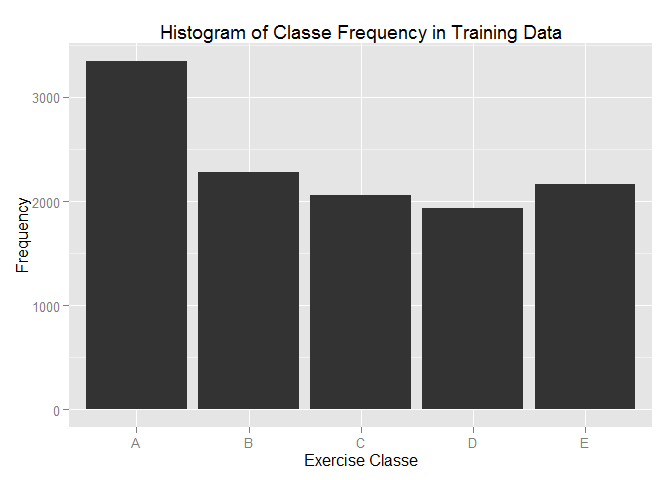 Histogram of Classe Frequency in Training Data
Frequency
3000
2000
1000
0
A B C D E
Exercise Classe